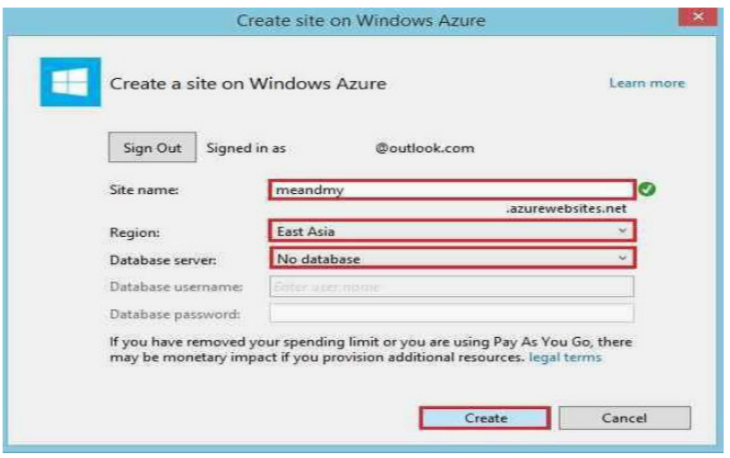 Create site on Windows Azure
Create a site on Windows Azure
Learn more
Sign Out Signed in as @outlook.com
Site name: meandmy
.azurewebsites.net
Region: East Asia
Database server: No database
Database username: Enter user name
Database password:
If you have removed your spending limit or you are using Pay As You Go, there
may be monetary impact if you provision additional resources. legal terms
Create Cancel